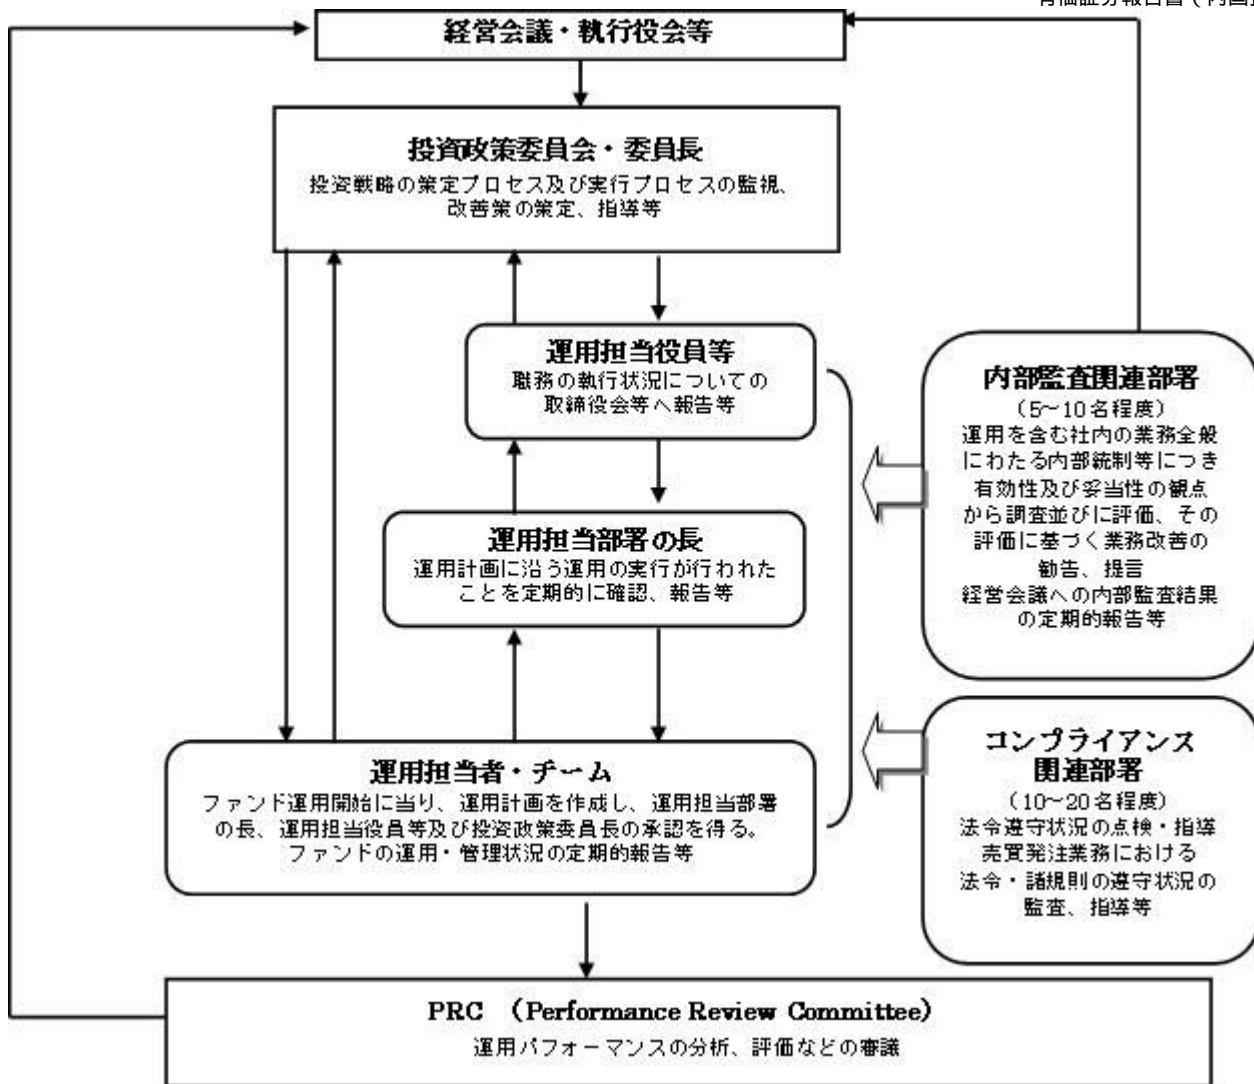 経営会議・執行役会等
投資政策委員会・委員長
投資戦略の策定プロセス及び実行プロセスの監視、
改善策の策定、指導等
運用担当役員等
職務の執行状況についての
取締役会等へ報告等
運用担当部署の長
運用計画に沿う運用の実行が行われた
ことを定期的に確認、報告等
運用担当者・チーム
ファンド運用開始に当り、運用計画を作成し、運用担当部署
の長、運用担当役員等及び投資政策委員長の承認を得る。
ファンドの運用・管理状況の定期的報告等
内部監査関連部署
（5～10名程度）
運用を含む社内の業務全般
にわたる内部統制等につき
有効性及び妥当性の観点
から調査並びに評価、その
評価に基づく業務改善の
勧告、提言
経営会議への内部監査結果
の定期的報告等
コンプライアンス
関連部署
（10～20名程度）
法令遵守状況の点検・指導
売買発注業務における
法令・諸規則の遵守状況の
監査、指導等
PRC （Performance Review Committee）
運用パフォーマンスの分析、評価などの審議